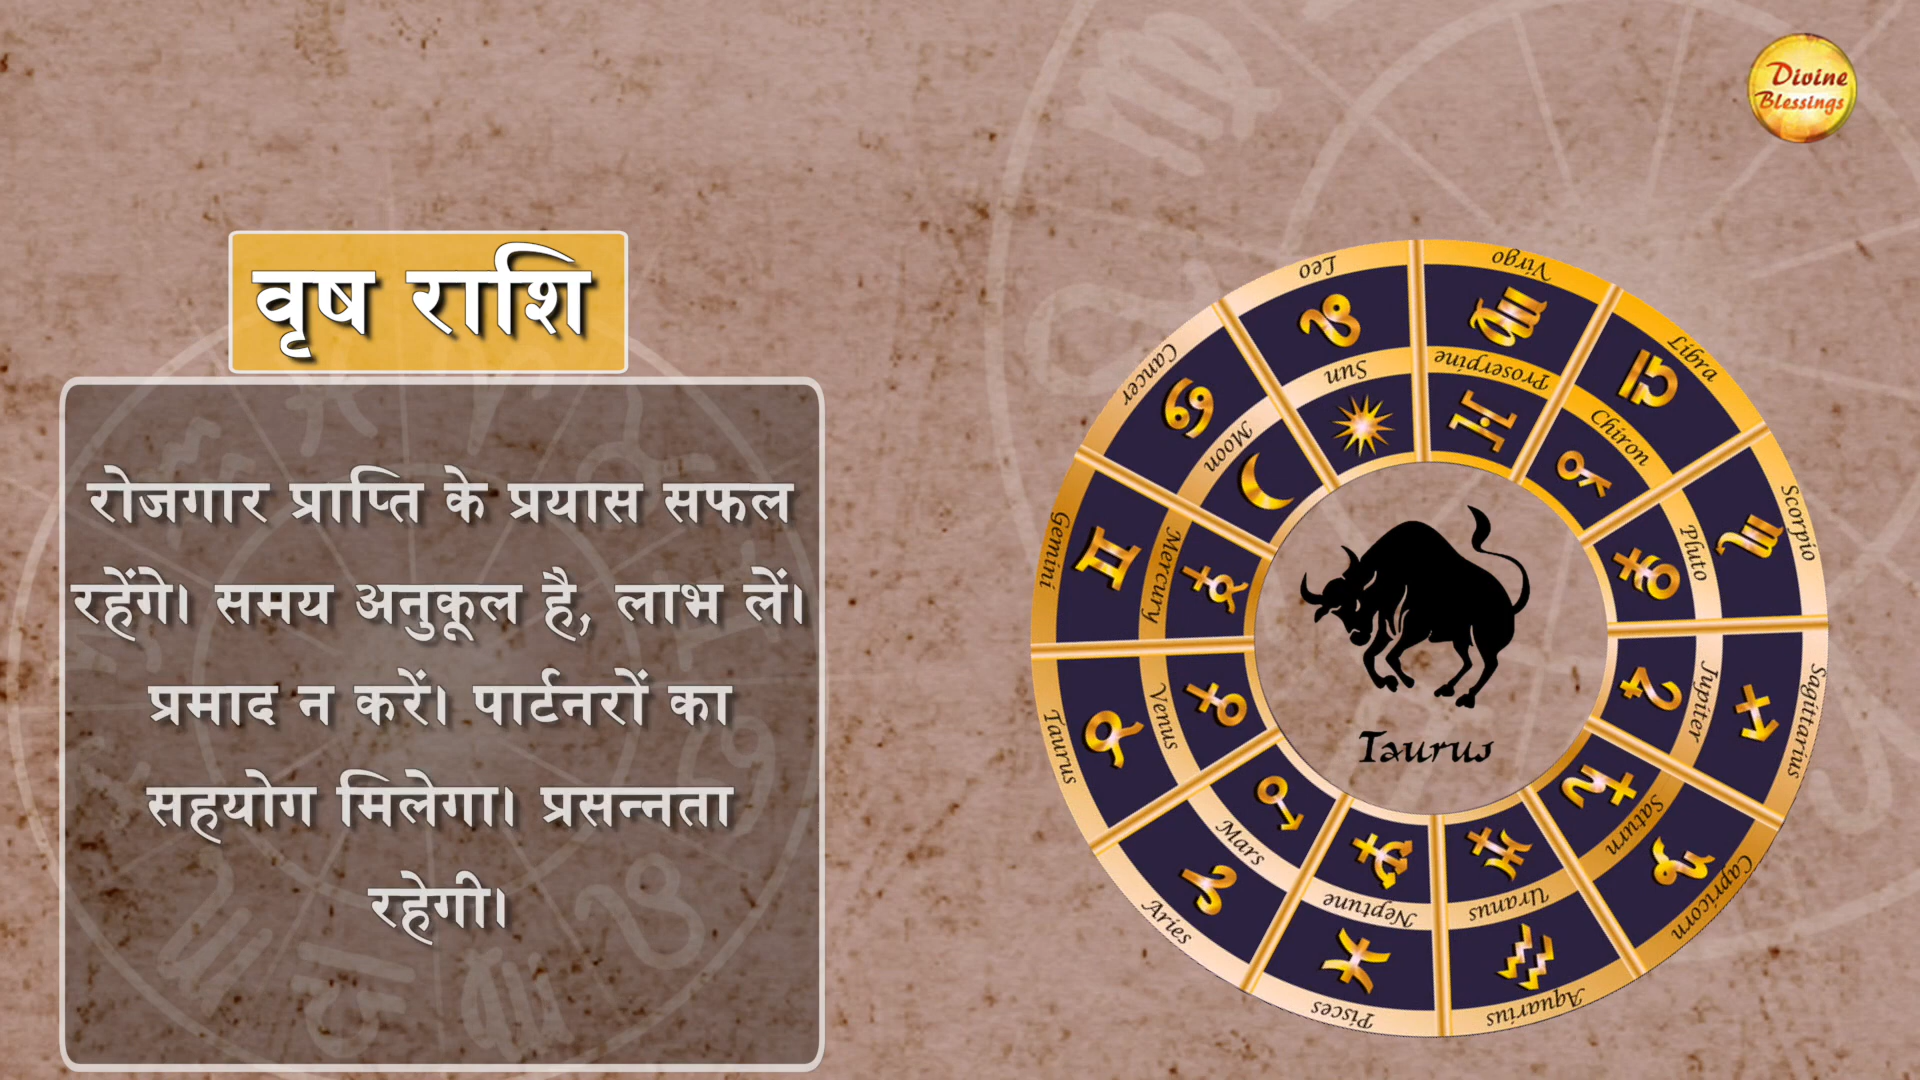 Divine
Blessings
वृष राशि
रोजगार प्राप्ति के प्रयास सफल
रहेंगे। समय अनुकूल है, लाभ लें।
प्रमाद न करें। पार्टनरों का
सहयोग मिलेगा। प्रसन्नता
रहेगी।
Leo
Virgo
Libra
Scorpio
Sagittarius
Capricorn
Aquarius
Pisces
Aries
Taurus
Gemini
Cancer
Sun
Proserpine
Chiron
Pluto
Jupiter
Saturn
Uranus
Neptune
Mars
Venus
Mercury
Moon
Taurus